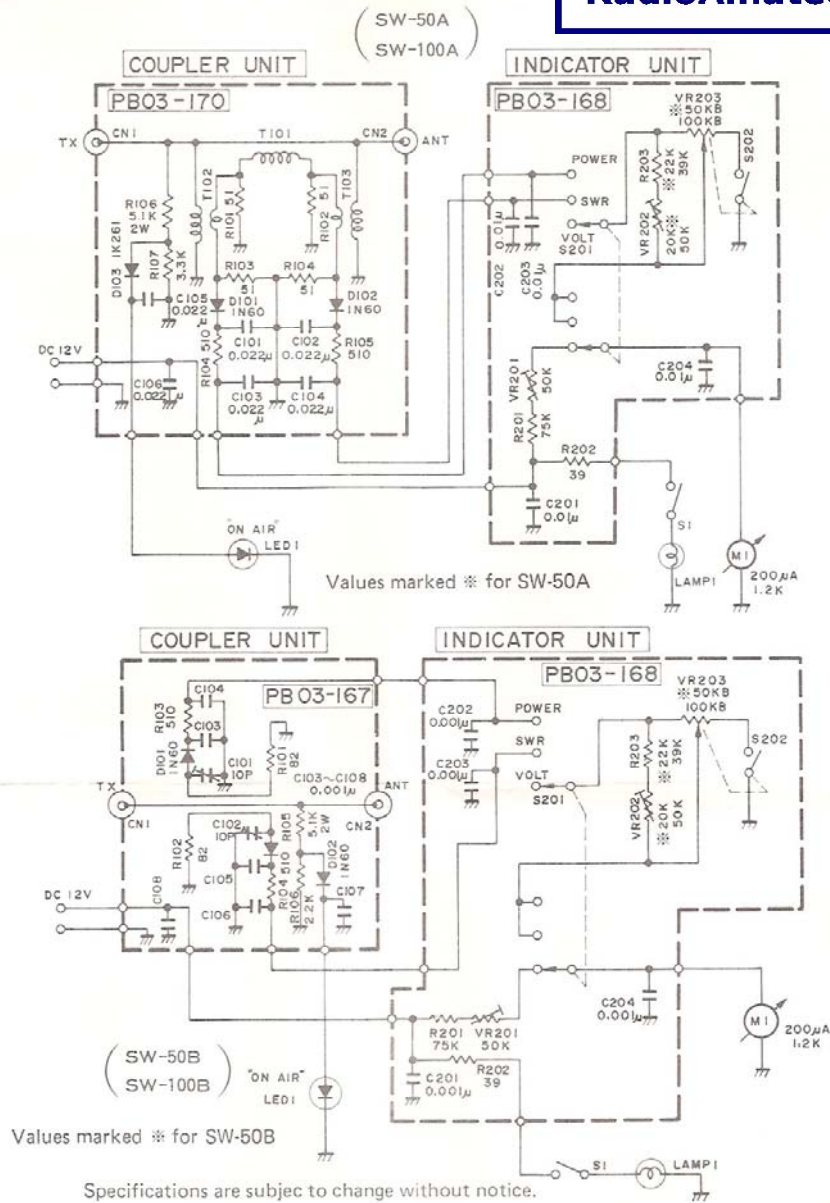 RadioAmateu
SW-50A
SW-100A
COUPLER UNIT
INDICATOR UNIT
PB03-170
PB03-168
TX
CN1
T101
CN2
ANT
R106
5.1K
2W
T102
R101 51
51
R102
T103
D103 1K261
R107
3.3K
R103
51
R104
51
C105
0.022µ
D101
1N60
D102
1N60
C101
0.022µ
C102
0.022µ
R104 510
R105
510
DC 12V
C106
0.022µ
C103
0.022
µ
C104
0.022µ
POWER
SWR
VOLT
S201
0.01µ
C202
C203
0.01µ
VR203
※50KB
100KB
R203
※22K
39K
VR202
20K※
50K
S202
VR201
50K
R201
75K
C204
0.01µ
R202
39
C201
0.01µ
S1
LAMP1
M1
200µA
1.2K
"ON AIR"
LED1
Values marked ※ for SW-50A
COUPLER UNIT
INDICATOR UNIT
PB03-167
PB03-168
C104
R103
510
C103
D101
1N60
C101
10P
R101
82
C103~C108
0.001µ
TX
CN1
ANT
CN2
C102
10P
R105
5.1K
2W
R102
82
C105
R104 510
D102
1N60
C106
R106
2.2K
C107
DC 12V
C108
C202
0.001µ
C203
0.001µ
POWER
SWR
VOLT
S201
VR203
※50KB
100KB
R203
※22K
39K
VR202
※20K
50K
S202
C204
0.001µ
R201
75K
VR201
50K
C201
0.001µ
R202
39
M1
200µA
1.2K
SW-50B
SW-100B
"ON AIR"
LED1
Values marked ※ for SW-50B
S1
LAMP1
Specifications are subjec to change without notice.